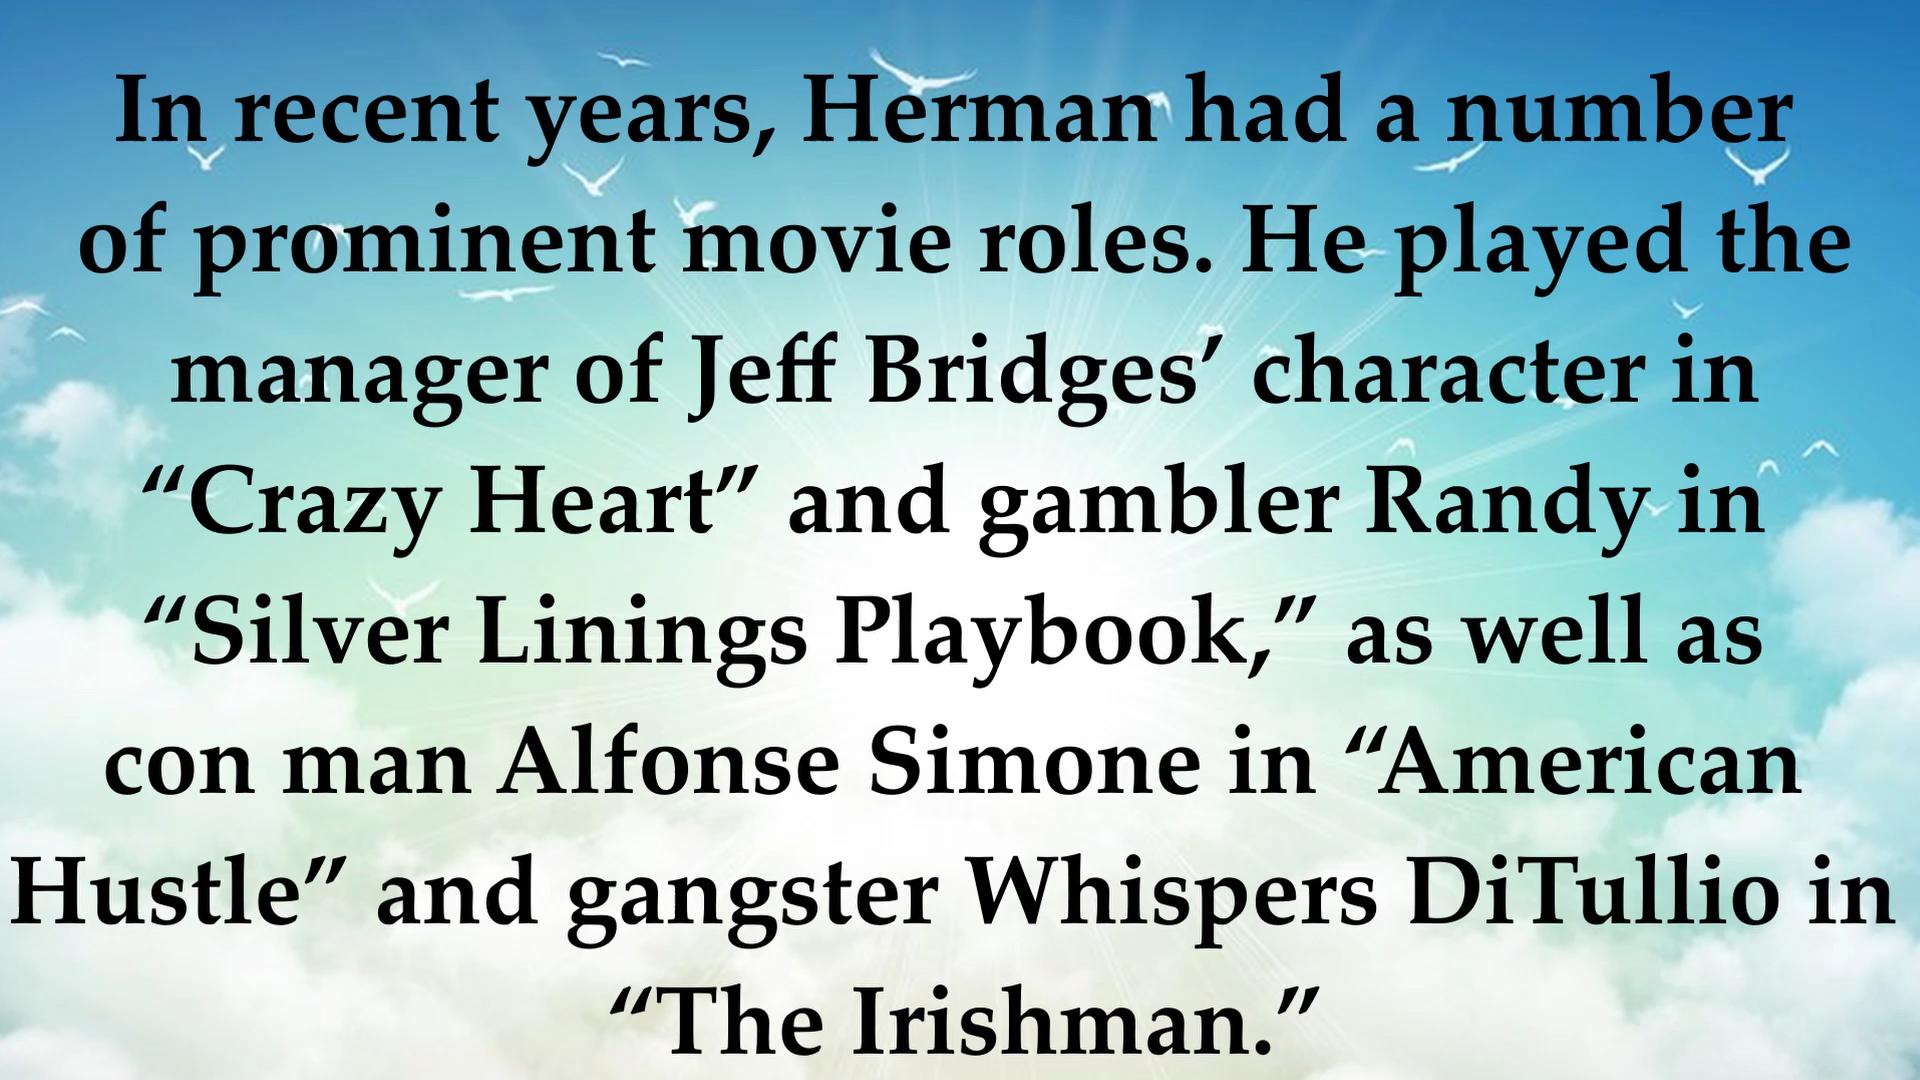 In recent years, Herman had a number
of prominent movie roles. He played the
manager of Jeff Bridges’ character in
“Crazy Heart” and gambler Randy in
“Silver Linings Playbook,” as well as
con man Alfonse Simone in “American
Hustle” and gangster Whispers DiTullio in
“The Irishman.”